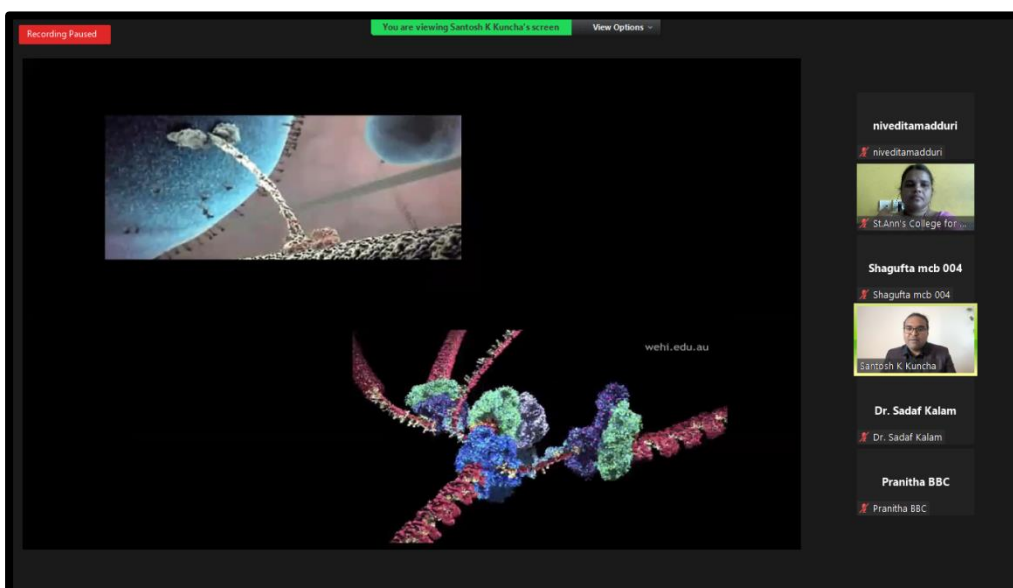 Recording Paused
You are viewing Santosh K Kuncha's screen
View Options
wehi.edu.au
niveditamadduri
niveditamadduri
St.Ann's College for ...
Shagufta mcb 004
Shagufta mcb 004
Santosh K Kuncha
Dr. Sadaf Kalam
Dr. Sadaf Kalam
Pranitha BBC
Pranitha BBC